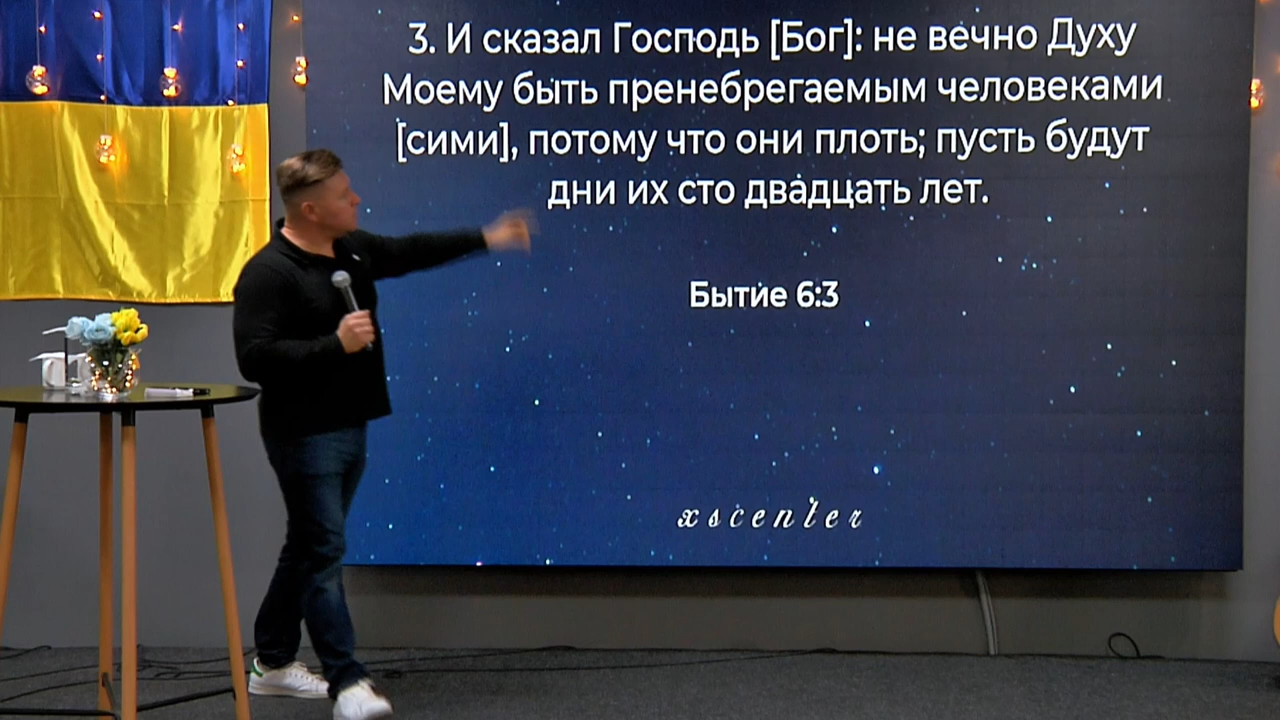 3. И сказал Господь [Бог]: не вечно Духу
Моему быть пренебрегаемым человеками
[сими], потому что они плоть; пусть будут
дни их сто двадцать лет.
Бытие 6:3
xscenter